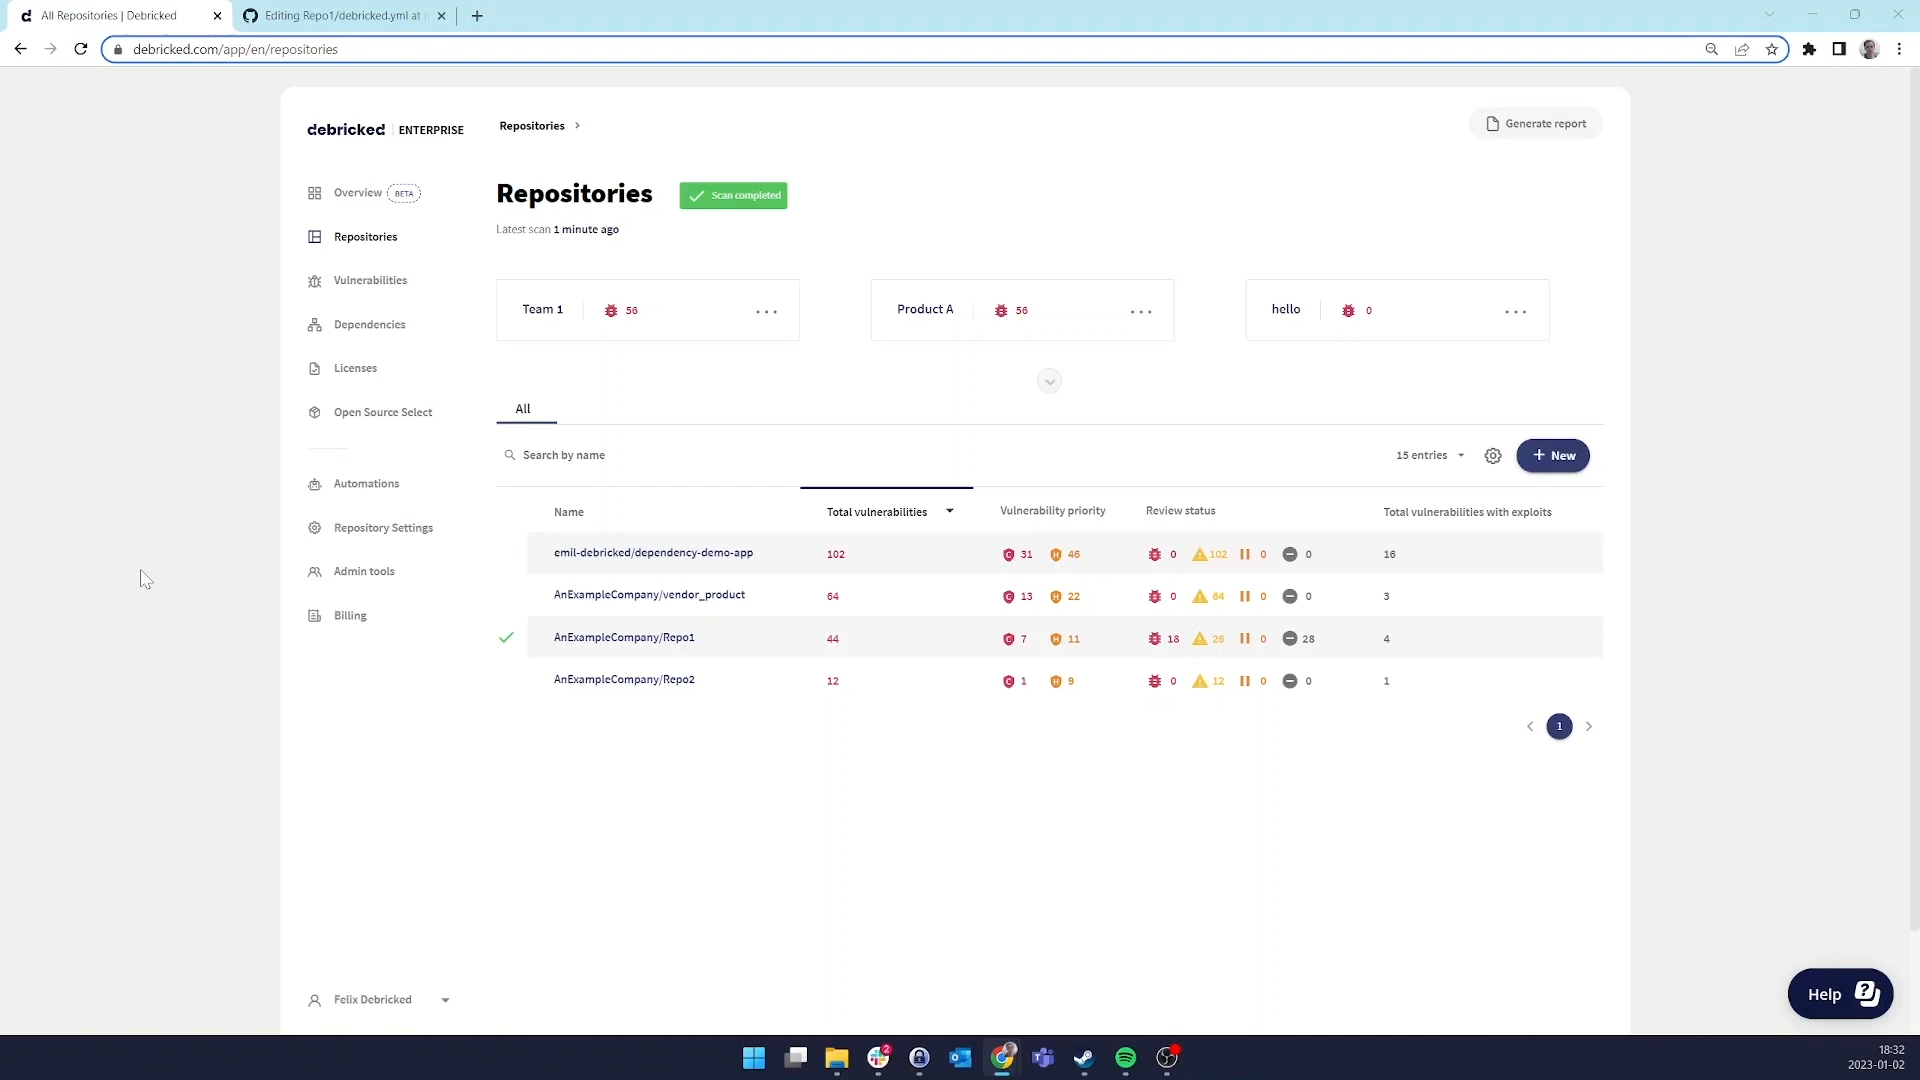 All Repositories | Debricked
Editing Repo1/debricked.yml at
debricked.com/app/en/repositories
debricked ENTERPRISE
Repositories
Generate report
Overview BETA
Repositories
Vulnerabilities
Dependencies
Licenses
Open Source Select
Automations
Repository Settings
Admin tools
Billing
Felix Debricked
Repositories
Scan completed
Latest scan 1 minute ago
Team 1 56
Product A 56
hello 0
All
Search by name
15 entries
+ New
Name Total vulnerabilities Vulnerability priority Review status Total vulnerabilities with exploits
emil-debricked/dependency-demo-app 102 C 31 H 46 0 102 0 0 16
AnExampleCompany/vendor_product 64 C 13 H 22 0 64 0 0 3
AnExampleCompany/Repo1 44 C 7 H 11 18 26 0 28 4
AnExampleCompany/Repo2 12 C 1 H 9 0 12 0 0 1
1
Help ?
2
18:32
2023-01-02